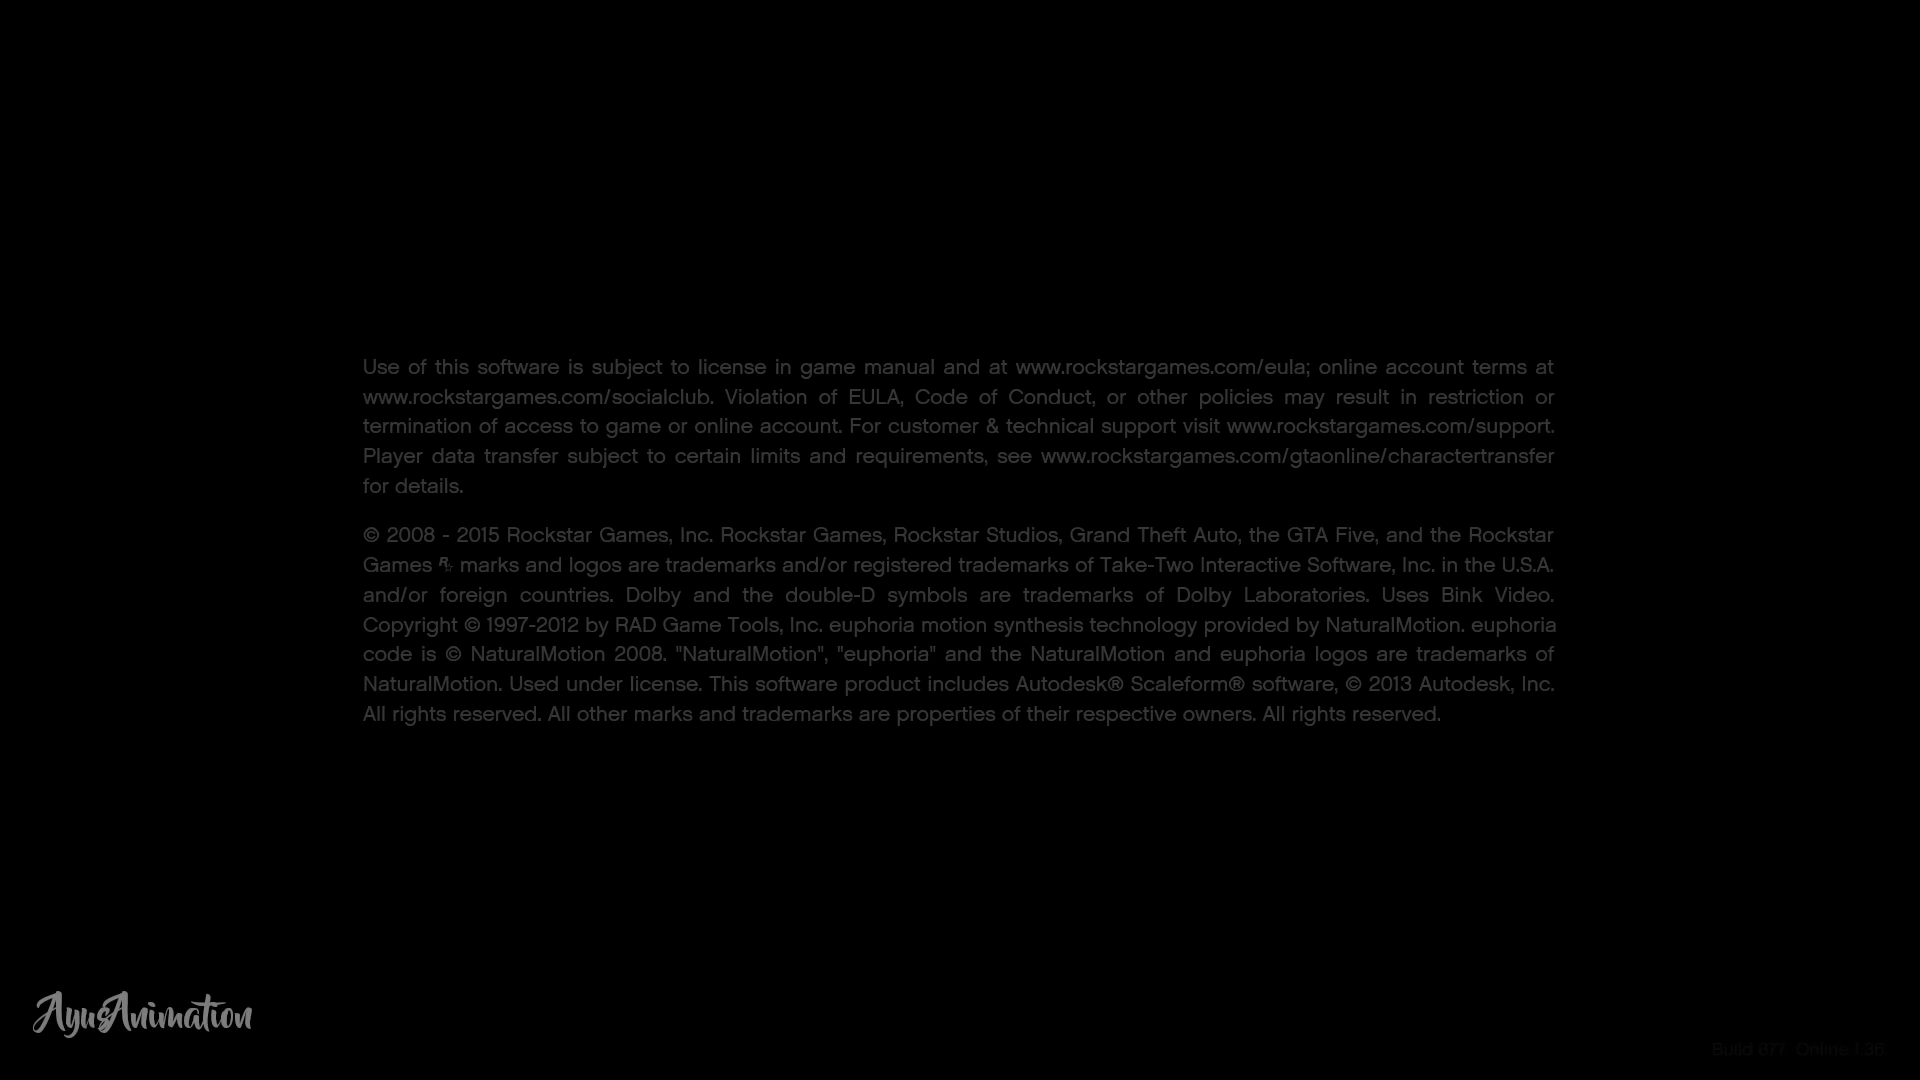 Use of this software is subject to license in game manual and at www.rockstargames.com/eula; online account terms at
www.rockstargames.com/socialclub. Violation of EULA, Code of Conduct, or other policies may result in restriction or
termination of access to game or online account. For customer & technical support visit www.rockstargames.com/support.
Player data transfer subject to certain limits and requirements, see www.rockstargames.com/gtaonline/charactertransfer
for details.
© 2008 - 2015 Rockstar Games, Inc. Rockstar Games, Rockstar Studios, Grand Theft Auto, the GTA Five, and the Rockstar
Games R* marks and logos are trademarks and/or registered trademarks of Take-Two Interactive Software, Inc. in the U.S.A.
and/or foreign countries. Dolby and the double-D symbols are trademarks of Dolby Laboratories. Uses Bink Video.
Copyright © 1997-2012 by RAD Game Tools, Inc. euphoria motion synthesis technology provided by NaturalMotion. euphoria
code is © NaturalMotion 2008. "NaturalMotion", "euphoria" and the NaturalMotion and euphoria logos are trademarks of
NaturalMotion. Used under license. This software product includes Autodesk® Scaleform® software, © 2013 Autodesk, Inc.
All rights reserved. All other marks and trademarks are properties of their respective owners. All rights reserved.
AyusAnimation
Build 877 Online 1.36